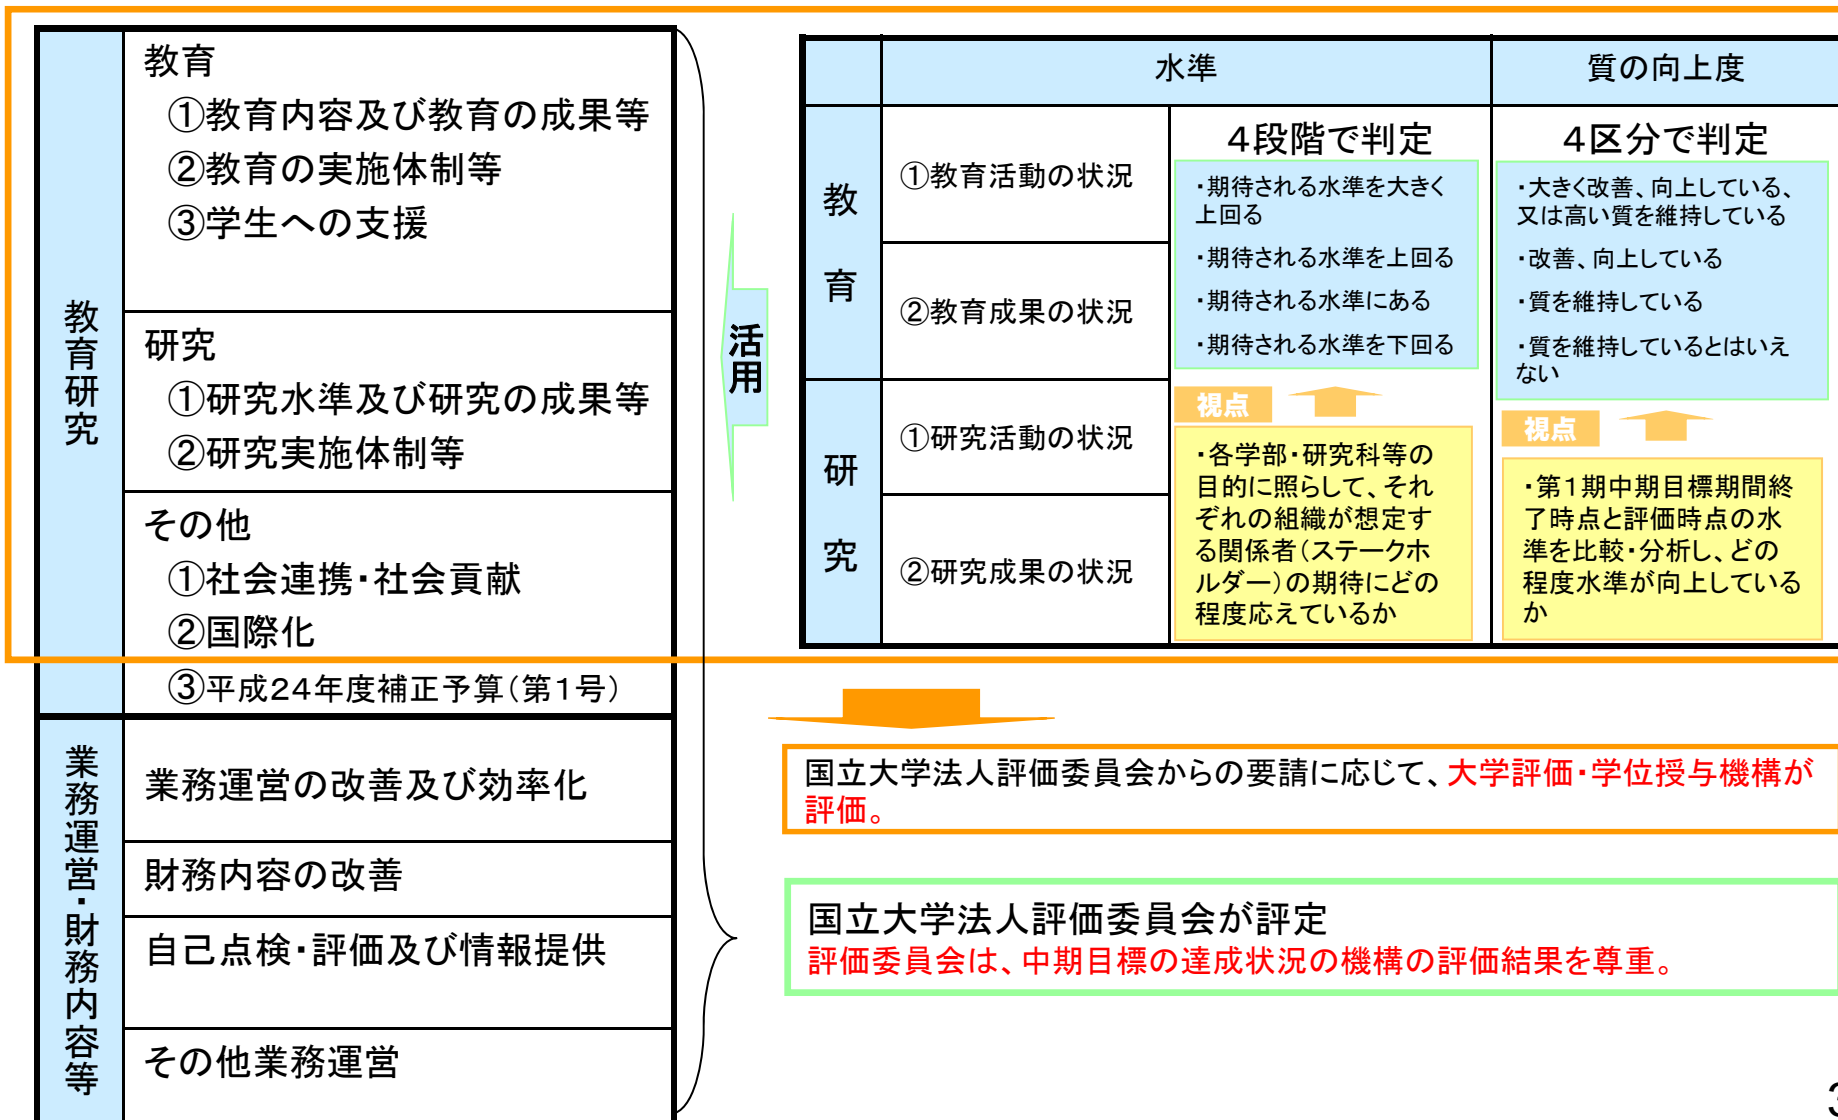 教育研究
教育
①教育内容及び教育の成果等
②教育の実施体制等
③学生への支援
研究
①研究水準及び研究の成果等
②研究実施体制等
その他
①社会連携・社会貢献
②国際化
③平成24年度補正予算(第1号)
業務運営・財務内容等
業務運営の改善及び効率化
財務内容の改善
自己点検・評価及び情報提供
その他業務運営
活用
水準
質の向上度
教育
①教育活動の状況
②教育成果の状況
研究
①研究活動の状況
②研究成果の状況
4段階で判定
・期待される水準を大きく
上回る
・期待される水準を上回る
・期待される水準にある
・期待される水準を下回る
視点
・各学部・研究科等の
目的に照らして、それ
ぞれの組織が想定す
る関係者(ステークホ
ルダー)の期待にどの
程度応えているか
4区分で判定
・大きく改善、向上している、
又は高い質を維持している
・改善、向上している
・質を維持している
・質を維持しているとはいえ
ない
視点
・第1期中期目標期間終
了時点と評価時点の水
準を比較・分析し、どの
程度水準が向上している
か
国立大学法人評価委員会からの要請に応じて、大学評価・学位授与機構が
評価。
国立大学法人評価委員会が評定
評価委員会は、中期目標の達成状況の機構の評価結果を尊重。
3